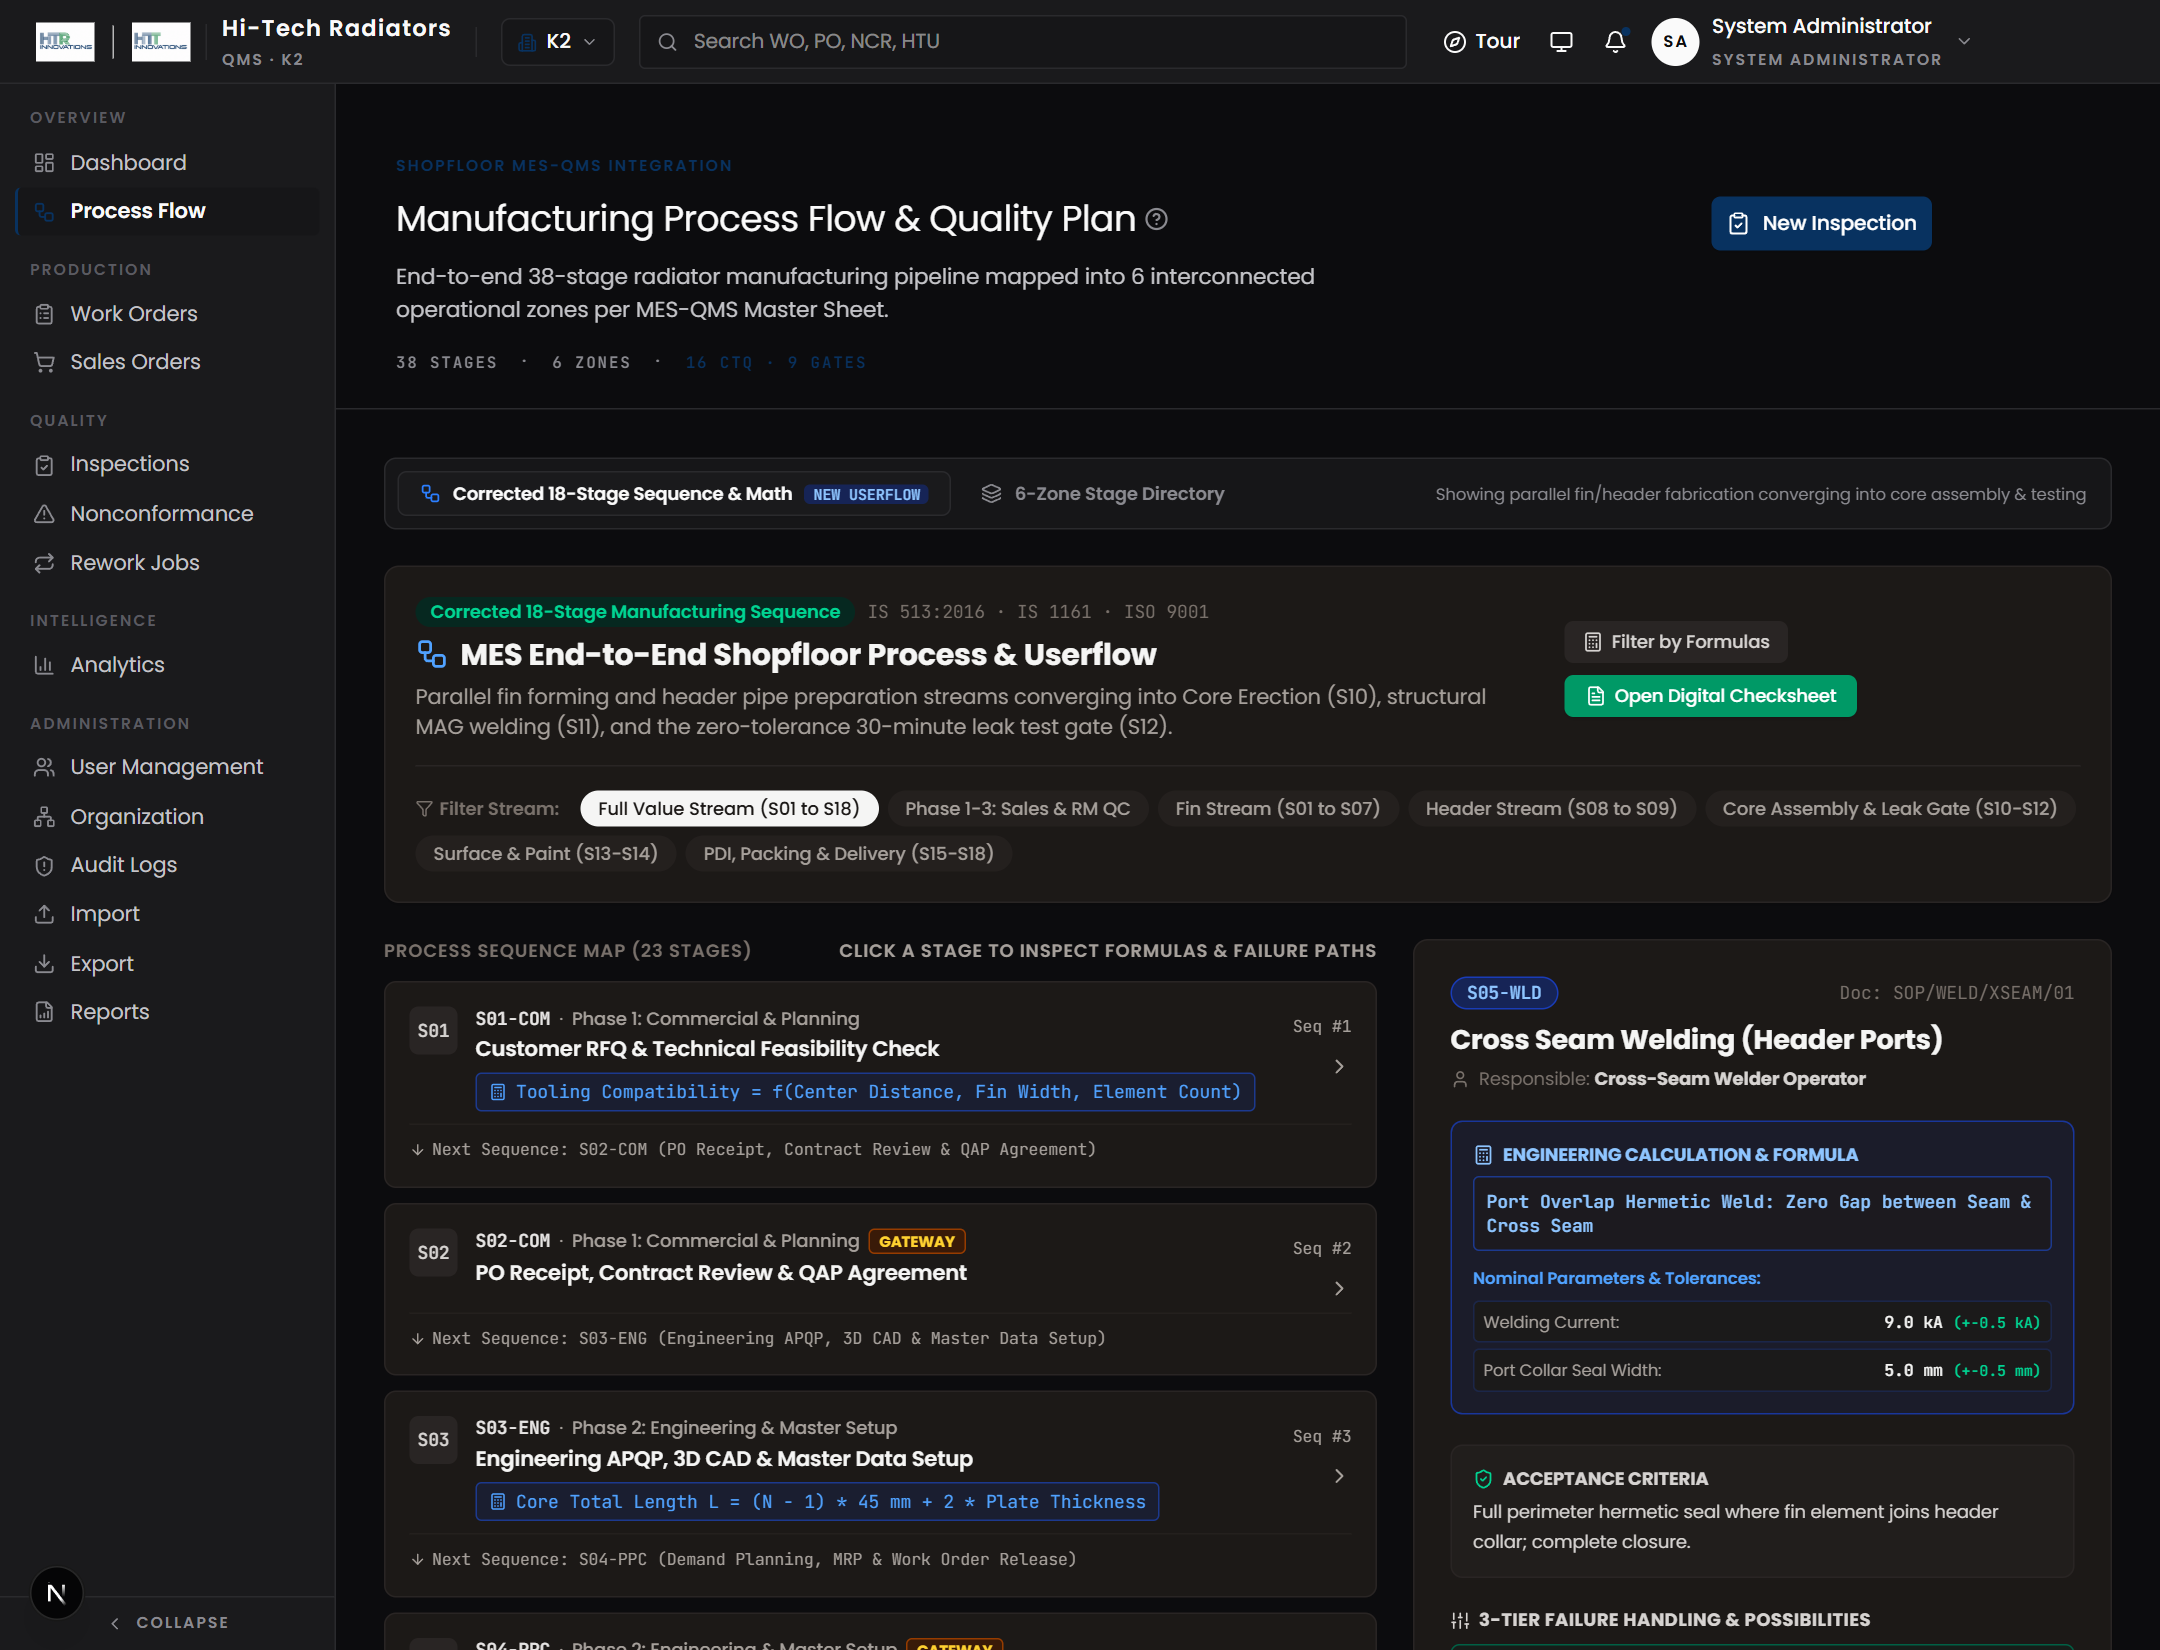 HTR
INNOVATIONS
HTT
INNOVATIONS
Hi-Tech Radiators
QMS · K2
K2
Search WO, PO, NCR, HTU
Tour
SA
System Administrator
SYSTEM ADMINISTRATOR
OVERVIEW
Dashboard
Process Flow
PRODUCTION
Work Orders
Sales Orders
QUALITY
Inspections
Nonconformance
Rework Jobs
INTELLIGENCE
Analytics
ADMINISTRATION
User Management
Organization
Audit Logs
Import
Export
Reports
N
COLLAPSE
SHOPFLOOR MES-QMS INTEGRATION
Manufacturing Process Flow & Quality Plan
New Inspection
End-to-end 38-stage radiator manufacturing pipeline mapped into 6 interconnected
operational zones per MES-QMS Master Sheet.
38 STAGES · 6 ZONES · 16 CTQ · 9 GATES
Corrected 18-Stage Sequence & Math NEW USERFLOW
6-Zone Stage Directory
Showing parallel fin/header fabrication converging into core assembly & testing
Corrected 18-Stage Manufacturing Sequence IS 513:2016 · IS 1161 · ISO 9001
MES End-to-End Shopfloor Process & Userflow
Parallel fin forming and header pipe preparation streams converging into Core Erection (S10), structural
MAG welding (S11), and the zero-tolerance 30-minute leak test gate (S12).
Filter by Formulas
Open Digital Checksheet
Filter Stream: Full Value Stream (S01 to S18) Phase 1-3: Sales & RM QC Fin Stream (S01 to S07) Header Stream (S08 to S09) Core Assembly & Leak Gate (S10-S12)
Surface & Paint (S13-S14) PDI, Packing & Delivery (S15-S18)
PROCESS SEQUENCE MAP (23 STAGES) CLICK A STAGE TO INSPECT FORMULAS & FAILURE PATHS
S01
S01-COM · Phase 1: Commercial & Planning
Seq #1
Customer RFQ & Technical Feasibility Check
Tooling Compatibility = f(Center Distance, Fin Width, Element Count)
↓ Next Sequence: S02-COM (PO Receipt, Contract Review & QAP Agreement)
S02
S02-COM · Phase 1: Commercial & Planning GATEWAY
Seq #2
PO Receipt, Contract Review & QAP Agreement
↓ Next Sequence: S03-ENG (Engineering APQP, 3D CAD & Master Data Setup)
S03
S03-ENG · Phase 2: Engineering & Master Setup
Seq #3
Engineering APQP, 3D CAD & Master Data Setup
Core Total Length L = (N - 1) * 45 mm + 2 * Plate Thickness
↓ Next Sequence: S04-PPC (Demand Planning, MRP & Work Order Release)
S04-PPC · Phase 2: Engineering & Master Setup GATEWAY
S05-WLD
Doc: SOP/WELD/XSEAM/01
Cross Seam Welding (Header Ports)
Responsible: Cross-Seam Welder Operator
ENGINEERING CALCULATION & FORMULA
Port Overlap Hermetic Weld: Zero Gap between Seam &
Cross Seam
Nominal Parameters & Tolerances:
Welding Current: 9.0 kA (+-0.5 kA)
Port Collar Seal Width: 5.0 mm (+-0.5 mm)
ACCEPTANCE CRITERIA
Full perimeter hermetic seal where fin element joins header
collar; complete closure.
3-TIER FAILURE HANDLING & POSSIBILITIES